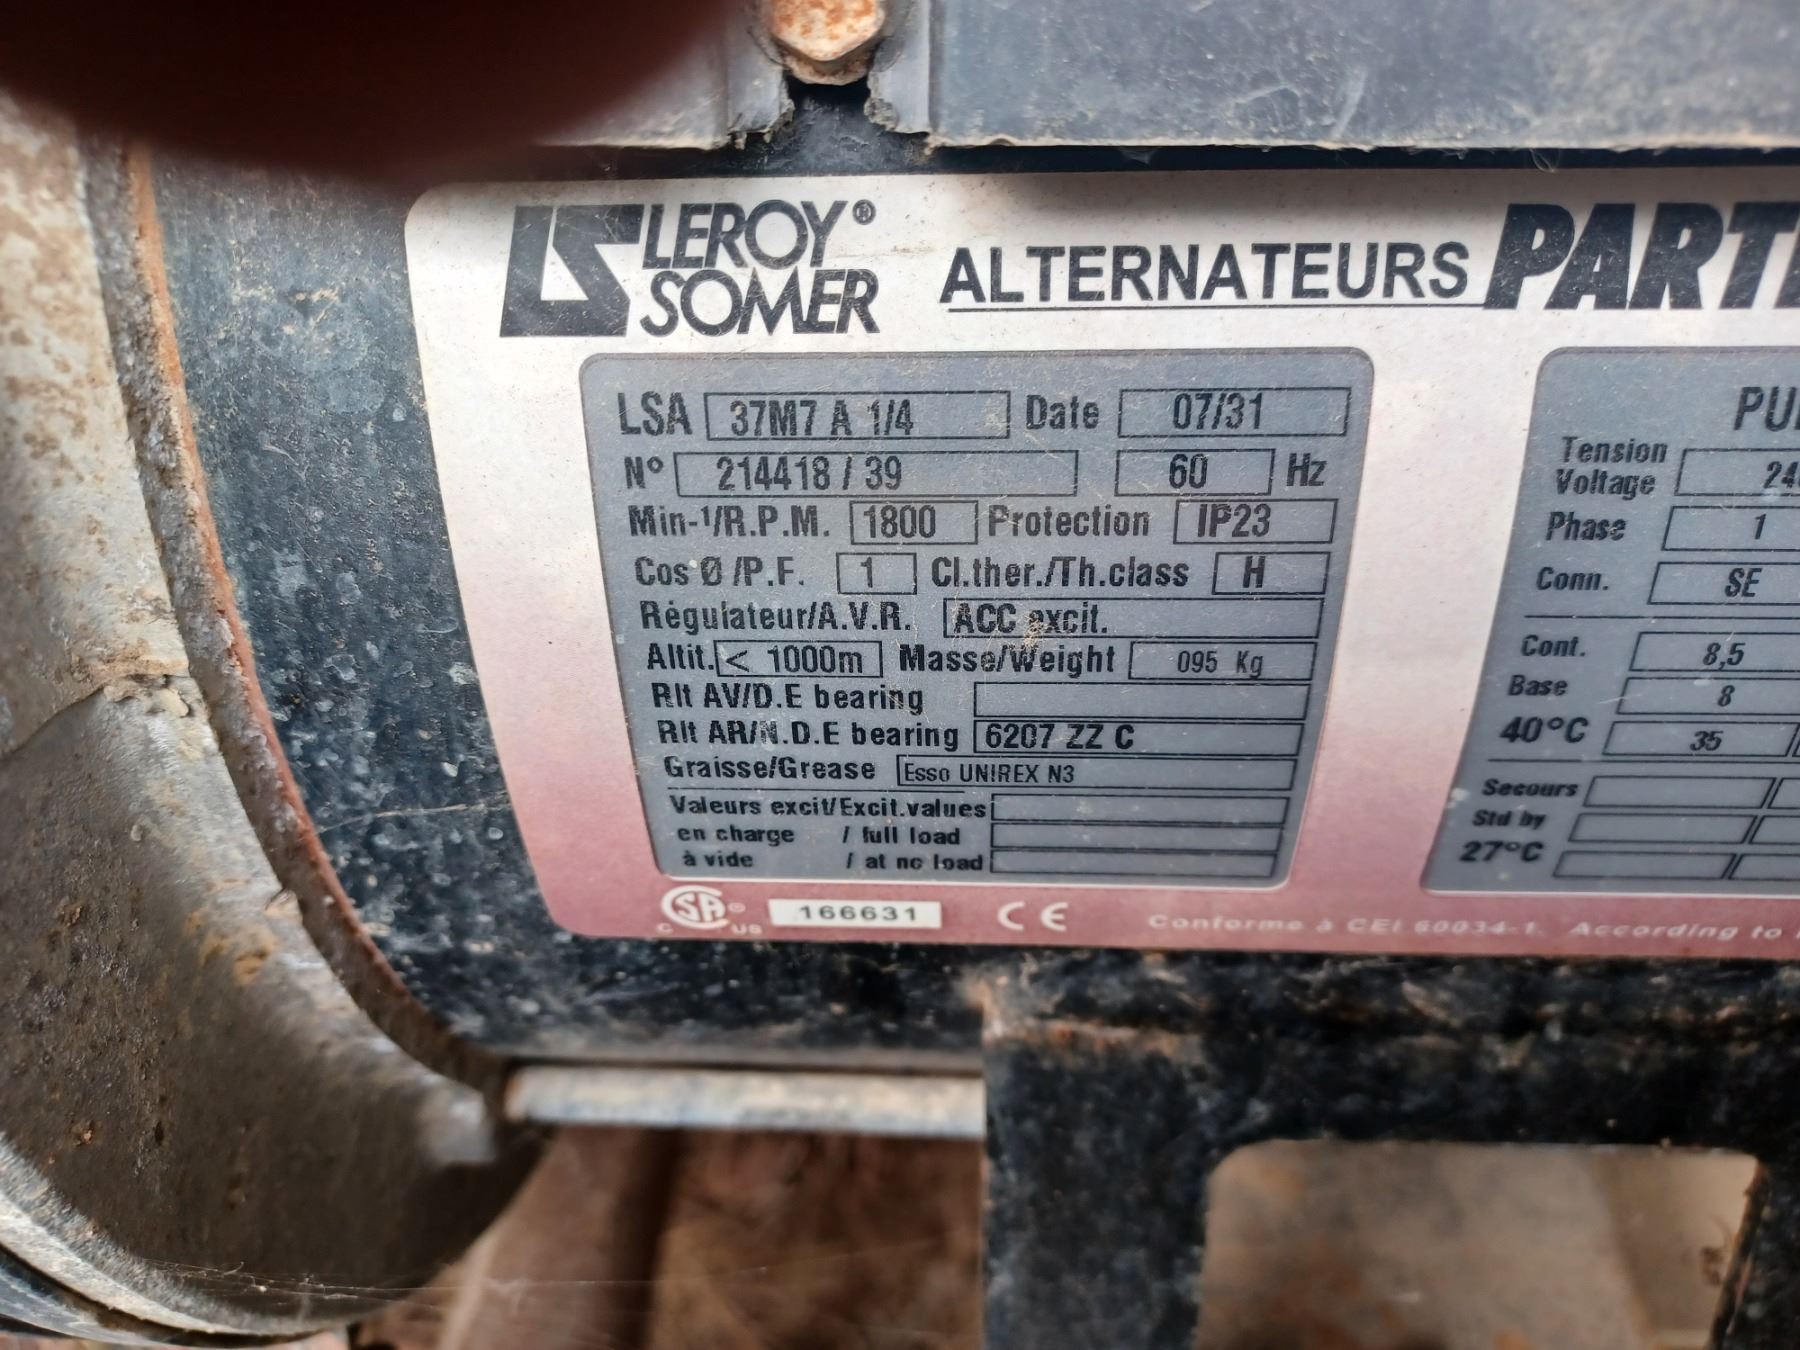 LEROY®
SOMER
ALTERNATEURS
LSA 37M7 A 1/4 Date 07/31
N° 214418 / 39 60 Hz
Min-¹/R.P.M. 1800 Protection IP23
Cos Ø /P.F. 1 Cl.ther./Th.class H
Régulateur/A.V.R. ACC excit.
Altit. < 1000m Masse/Weight 095 Kg
Rlt AV/D.E bearing
Rlt AR/N.D.E bearing 6207 ZZ C
Graisse/Grease Esso UNIREX N3
Valeurs excit/Excit.values
en charge / full load
à vide / at no load
Tension
Voltage
Phase 1
Conn. SE
Cont. 8,5
Base 8
40°C 35
Secours
Std by
27°C
C SA® US 166631 CE Conforme à CEI 60034-1. According to